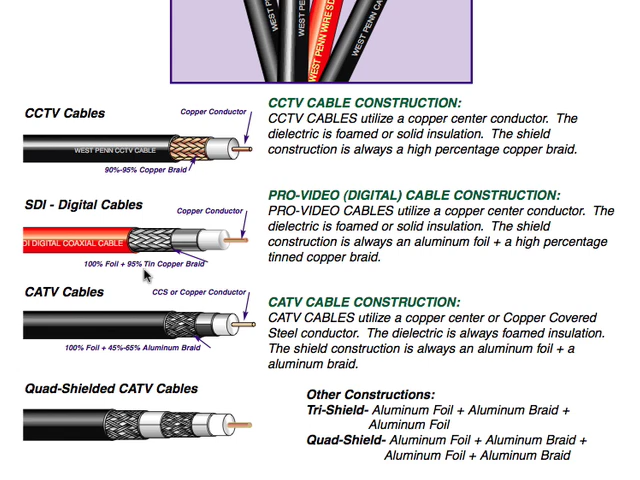 WEST PENN
WEST PENN
WEST PENN WIRE SD
WEST PENN CA
CCTV Cables
Copper Conductor
WEST PENN CCTV CABLE
90%-95% Copper Braid
CCTV CABLE CONSTRUCTION:
CCTV CABLES utilize a copper center conductor. The
dielectric is foamed or solid insulation. The shield
construction is always a high percentage copper braid.
SDI - Digital Cables
Copper Conductor
DI DIGITAL COAXIAL CABLE
100% Foil + 95% Tin Copper Braid
PRO-VIDEO (DIGITAL) CABLE CONSTRUCTION:
PRO-VIDEO CABLES utilize a copper center conductor. The
dielectric is foamed or solid insulation. The shield
construction is always an aluminum foil + a high percentage
tinned copper braid.
CATV Cables
CCS or Copper Conductor
100% Foil + 45%-65% Aluminum Braid
CATV CABLE CONSTRUCTION:
CATV CABLES utilize a copper center or Copper Covered
Steel conductor. The dielectric is always foamed insulation.
The shield construction is always an aluminum foil + a
aluminum braid.
Quad-Shielded CATV Cables
Other Constructions:
Tri-Shield- Aluminum Foil + Aluminum Braid +
Aluminum Foil
Quad-Shield- Aluminum Foil + Aluminum Braid +
Aluminum Foil + Aluminum Braid